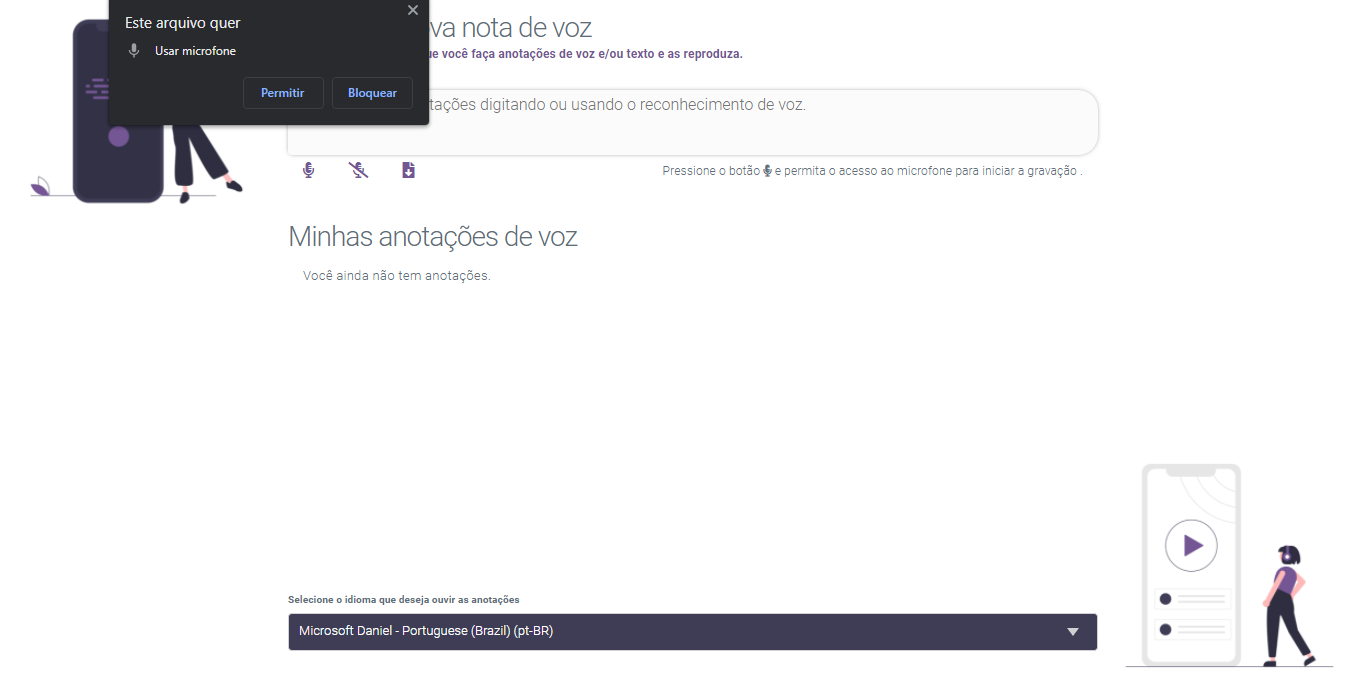 Este arquivo quer
Usar microfone
Permitir Bloquear
va nota de voz
ue você faça anotações de voz e/ou texto e as reproduza.
tações digitando ou usando o reconhecimento de voz.
Pressione o botão e permita o acesso ao microfone para iniciar a gravação .
Minhas anotações de voz
Você ainda não tem anotações.
Selecione o idioma que deseja ouvir as anotações
Microsoft Daniel - Portuguese (Brazil) (pt-BR)